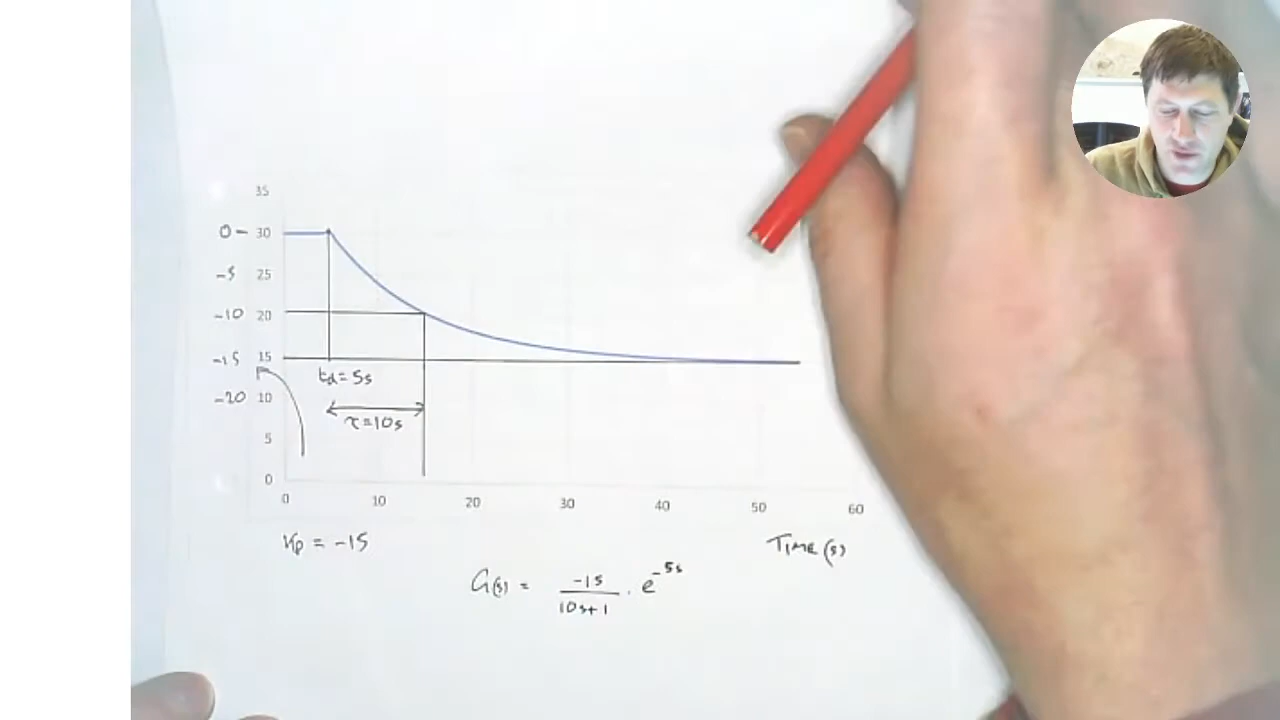 35
0 - 30
-5 25
-10 20
-15 15
td = 5s
-20 10
τ = 10s
5
0
0 10 20 30 40 50 60
Kp = -15
TIME (s)
G(s) = -15 / 10s+1 . e^-5s